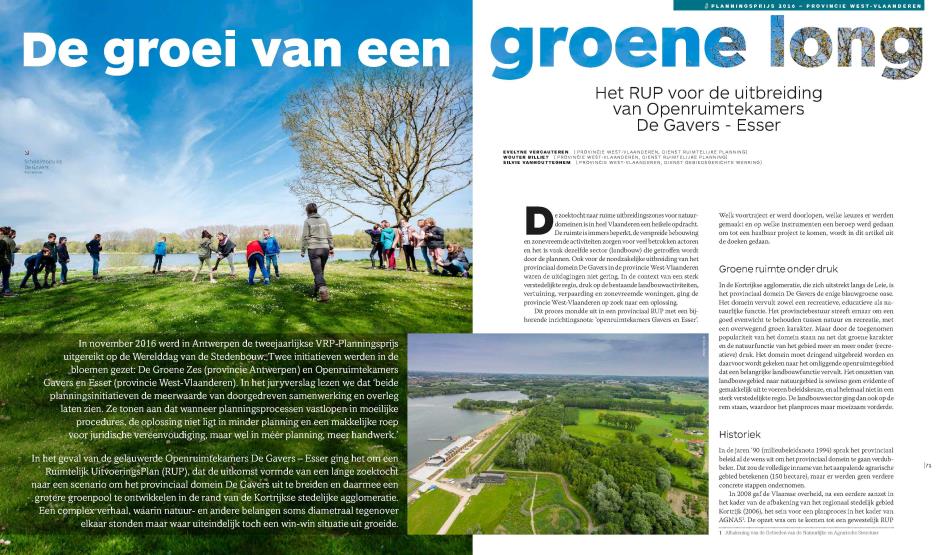 De groei van een
Schoolklasjes in
De Gavers
In november 2016 werd in Antwerpen de tweejaarlijkse VRP-Planningsprijs
uitgereikt op de Werelddag van de Stedenbouw. Twee initiatieven werden in de
bloemen gezet: De Groene Zes (provincie Antwerpen) en Openruimtekamers
Gavers en Esser (provincie West-Vlaanderen). In het juryverslag lezen we dat ‘beide
planningsinitiatieven de meerwaarde van doorgedreven samenwerking en overleg
laten zien. Ze tonen aan dat wanneer planningsprocessen vastlopen in moeilijke
procedures, de oplossing niet ligt in minder planning en een makkelijke roep
voor juridische vereenvoudiging, maar wel in méér planning, meer handwerk.’
In het geval van de gelauwerde Openruimtekamers De Gavers – Esser ging het om een
Ruimtelijk UitvoeringsPlan (RUP), dat de uitkomst vormde van een lange zoektocht
naar een scenario om het provinciaal domein De Gavers uit te breiden en daarmee een
grotere groenpool te ontwikkelen in de rand van de Kortrijkse stedelijke agglomeratie.
Een complex verhaal, waarin natuur- en andere belangen soms diametraal tegenover
elkaar stonden maar waar uiteindelijk toch een win-win situatie uit groeide.
PLANNINGSPRIJS 2016 – PROVINCIE WEST-VLAANDEREN
groene long
Het RUP voor de uitbreiding
van Openruimtekamers
De Gavers - Esser
EVELYNE VERCAUTEREN | PROVINCIE WEST-VLAANDEREN, DIENST RUIMTELIJKE PLANNING|
WOUTER BILLIET | PROVINCIE WEST-VLAANDEREN, DIENST RUIMTELIJKE PLANNING|
SILVIE VANHOUTTEGHEM | PROVINCIE WEST-VLAANDEREN, DIENST GEBIEDSGERICHTE WERKING|
De zoektocht naar ruime uitbreidingszones voor natuur-
domeinen is in heel Vlaanderen een heikele opdracht.
De ruimte is immers beperkt, de verspreide bebouwing
en zonevreemde activiteiten zorgen voor veel betrokken actoren
en het is vaak dezelfde sector (landbouw) die getroffen wordt
door de plannen. Ook voor de noodzakelijke uitbreiding van het
provinciaal domein De Gavers in de provincie West-Vlaanderen
waren de uitdagingen niet gering. In de context van een sterk
verstedelijkte regio, druk op de bestaande landbouwactiviteiten,
vertuining, verpaarding en zonevreemde woningen, ging de
provincie West-Vlaanderen op zoek naar een oplossing.
Dit proces mondde uit in een provinciaal RUP met een bij-
horende inrichtingsnota: ‘openruimtekamers Gavers en Esser’.
Welk voortraject er werd doorlopen, welke keuzes er werden
gemaakt en op welke instrumenten een beroep werd gedaan
om tot een haalbaar project te komen, wordt in dit artikel uit
de doeken gedaan.
Groene ruimte onder druk
In de Kortrijkse agglomeratie, die zich uitstrekt langs de Leie, is
het provinciaal domein De Gavers de enige blauwgroene oase.
Het domein vervult zowel een recreatieve, educatieve als na-
tuurlijke functie. Het provinciebestuur streeft ernaar om een
goed evenwicht te behouden tussen natuur en recreatie, met
een overwegend groen karakter. Maar door de toegenomen
populariteit van het domein staan nu net dat groene karakter
en de natuurfunctie van het gebied meer en meer onder (recre-
atieve) druk. Het domein moet dringend uitgebreid worden en
daarvoor wordt gekeken naar het omliggende openruimtegebied
dat een belangrijke landbouwfunctie vervult. Het omzetten van
landbouwgebied naar natuurgebied is sowieso geen evidente of
gemakkelijk uit te voeren beleidskeuze, en al helemaal niet in een
sterk verstedelijkte regio. De landbouwsector ging dan ook op de
rem staan, waardoor het planproces maar moeizaam vorderde.
Historiek
In de jaren ’90 (milieubeleidsnota 1994) sprak het provinciaal
beleid al de wens uit om het provinciaal domein te gaan verdub-
belen. Dat zou de volledige inname van het aanpalende agrarische
gebied betekenen (150 hectare), maar er werden geen verdere
concrete stappen ondernomen.
In 2008 gaf de Vlaamse overheid, na een eerdere aanzet in
het kader van de afbakening van het regionaal stedelijk gebied
Kortrijk (2006), het sein voor een planproces in het kader van
AGNAS¹. De opzet was om te komen tot een gewestelijk RUP
1 Afbakening van de Gebieden van de Natuurlijke en Agrarische Structuur
|71